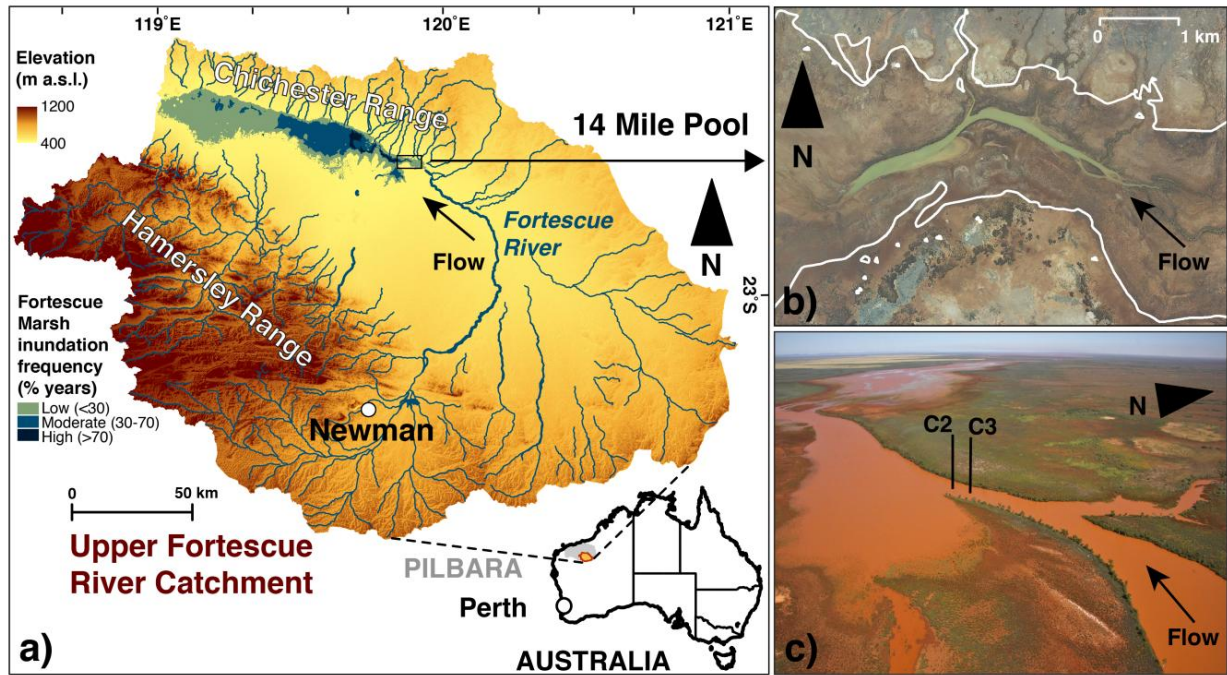 119°E
120°E
121°E
Elevation
(m a.s.l.)
1200
400
Chichester Range
14 Mile Pool
N
Fortescue
River
Flow
Hamersley Range
23°S
Fortescue
Marsh
inundation
frequency
(% years)
Low (<30)
Moderate (30-70)
High (>70)
Newman
0
50 km
Upper Fortescue
River Catchment
PILBARA
Perth
AUSTRALIA
a)
0
1 km
N
Flow
b)
N
C2
C3
Flow
c)